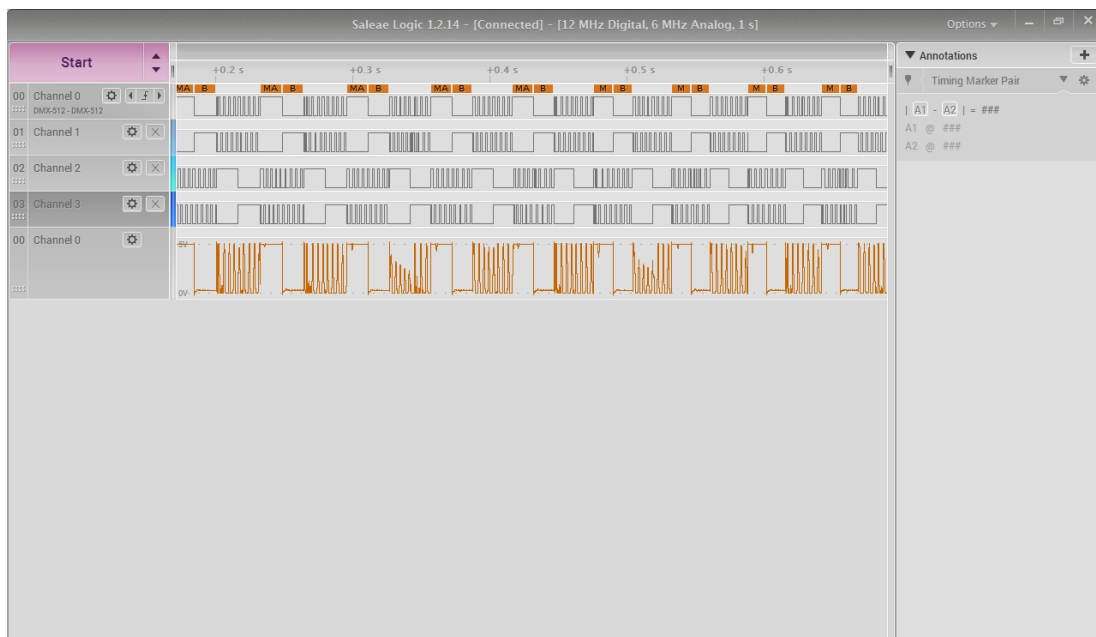 Saleae Logic 1.2.14 - [Connected] - [12 MHz Digital, 6 MHz Analog, 1 s]
Options
Start
+0.2 s +0.3 s +0.4 s +0.5 s +0.6 s
Annotations
Timing Marker Pair
| A1 - A2 | = ###
A1 @ ###
A2 @ ###
MA B MA B MA B MA B MA B M B M B M B M B
00 Channel 0
DMX-512 - DMX-512
01 Channel 1
02 Channel 2
03 Channel 3
00 Channel 0
5V
0V